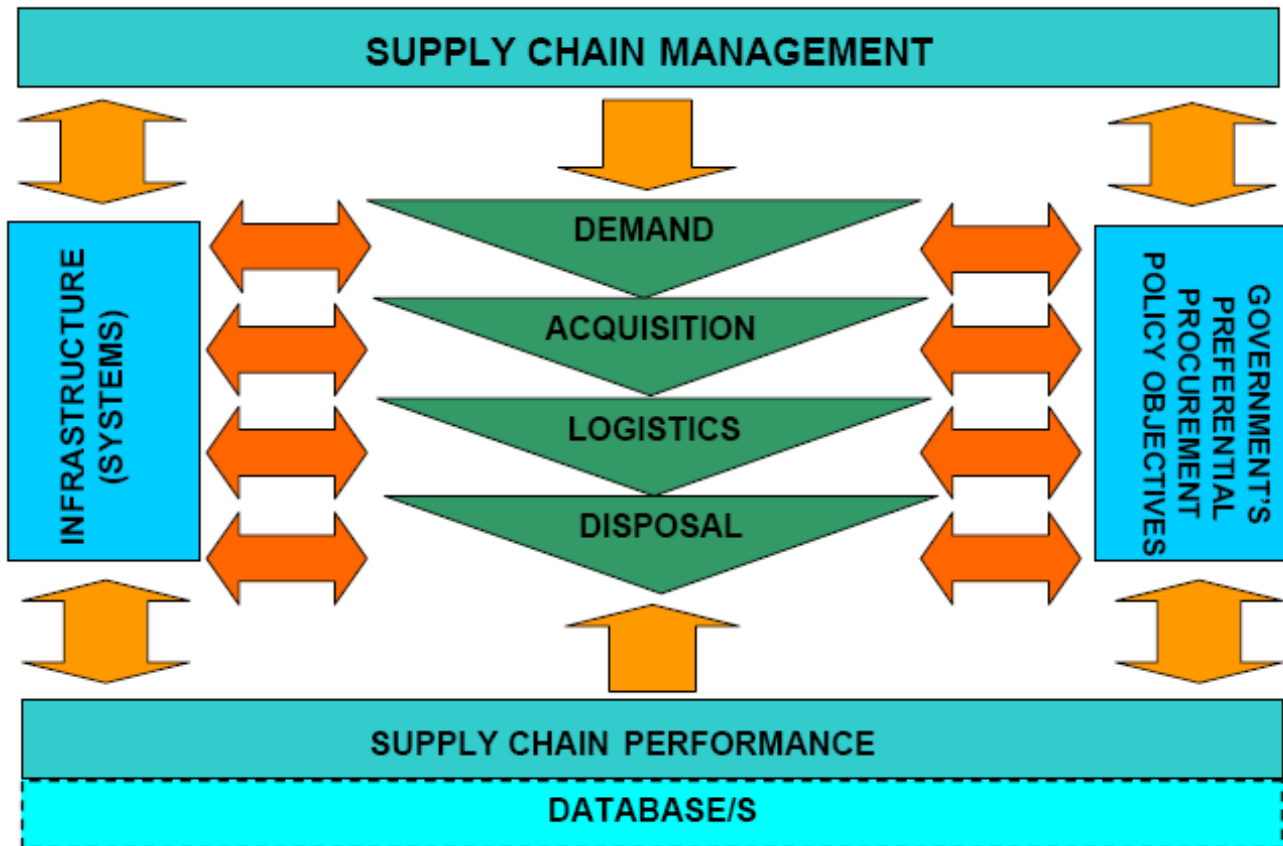 SUPPLY CHAIN MANAGEMENT
INFRASTRUCTURE
(SYSTEMS)
DEMAND
ACQUISITION
LOGISTICS
DISPOSAL
GOVERNMENT'S
PREFERENTIAL
PROCUREMENT
POLICY OBJECTIVES
SUPPLY CHAIN PERFORMANCE
DATABASE/S